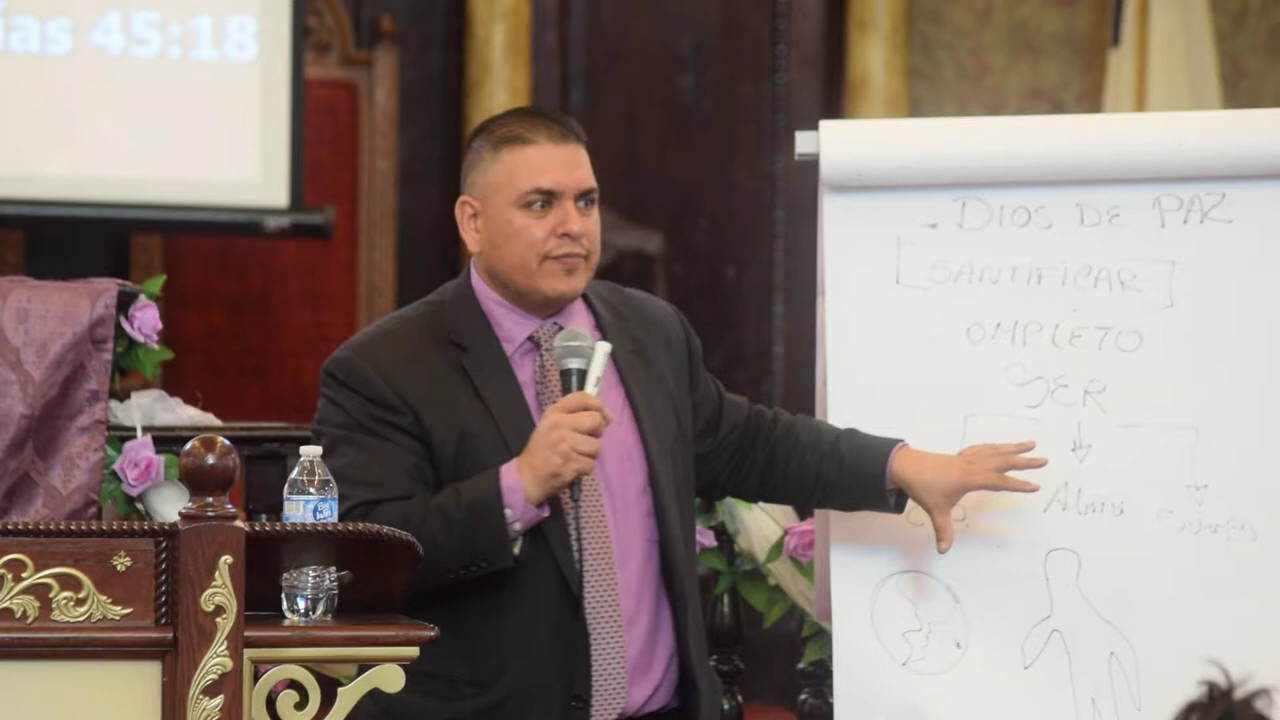 ías 45:18
. DIOS DE PAZ
[SANTIFICAR]
OMPLETO
SER
Alma